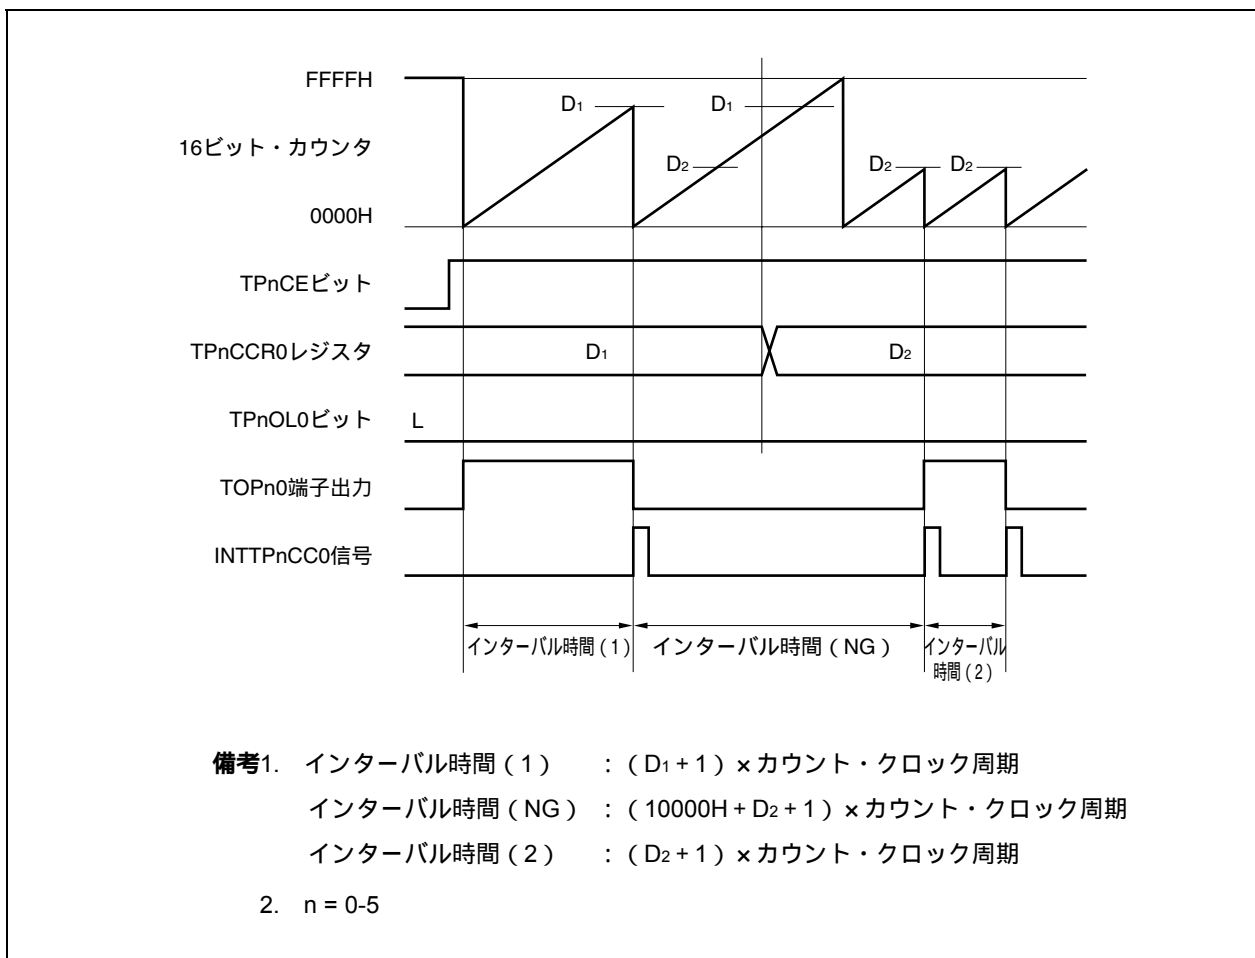 FFFFH
D1 D1
16ビット・カウンタ
D2 D2 D2
0000H
TPnCEビット
TPnCCR0レジスタ D1 D2
TPnOL0ビット L
TOPn0端子出力
INTTPnCC0信号
インターバル時間(1) インターバル時間(NG) インターバル
時間(2)
備考1. インターバル時間(1) :(D1+1)×カウント・クロック周期
インターバル時間(NG) :(10000H+D2+1)×カウント・クロック周期
インターバル時間(2) :(D2+1)×カウント・クロック周期
2. n = 0-5